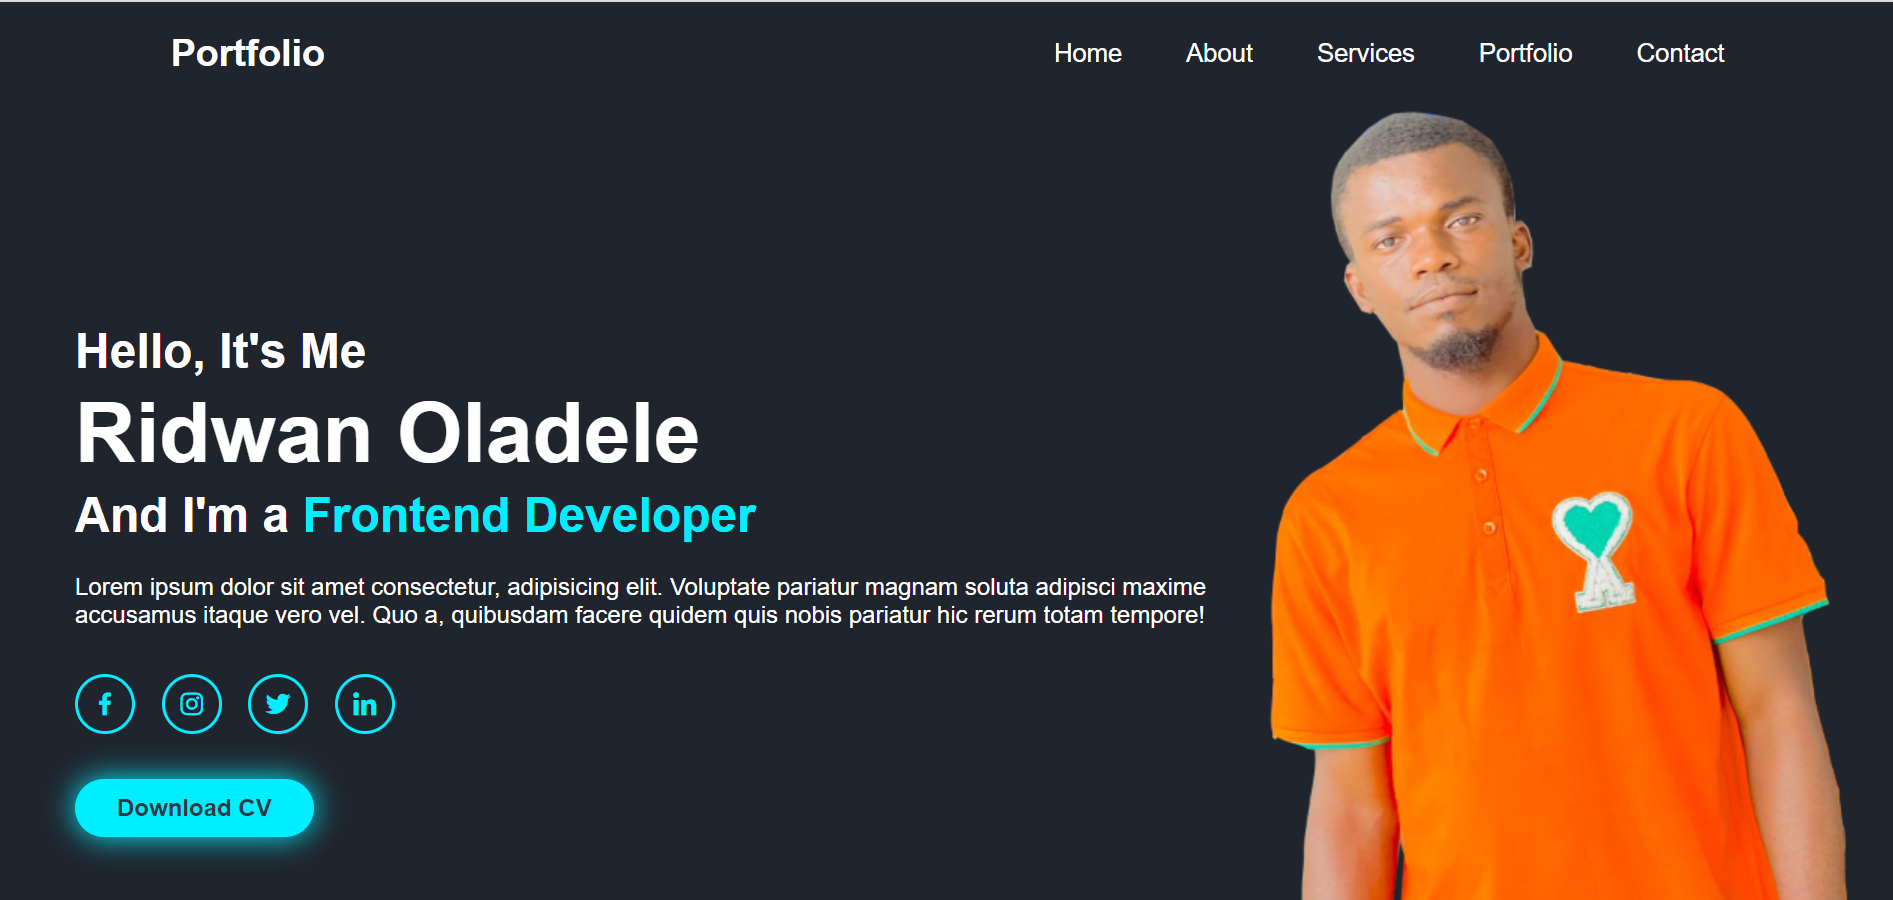 Portfolio
Home About Services Portfolio Contact
Hello, It's Me
Ridwan Oladele
And I'm a Frontend Developer
Lorem ipsum dolor sit amet consectetur, adipisicing elit. Voluptate pariatur magnam soluta adipisci maxime
accusamus itaque vero vel. Quo a, quibusdam facere quidem quis nobis pariatur hic rerum totam tempore!
Download CV